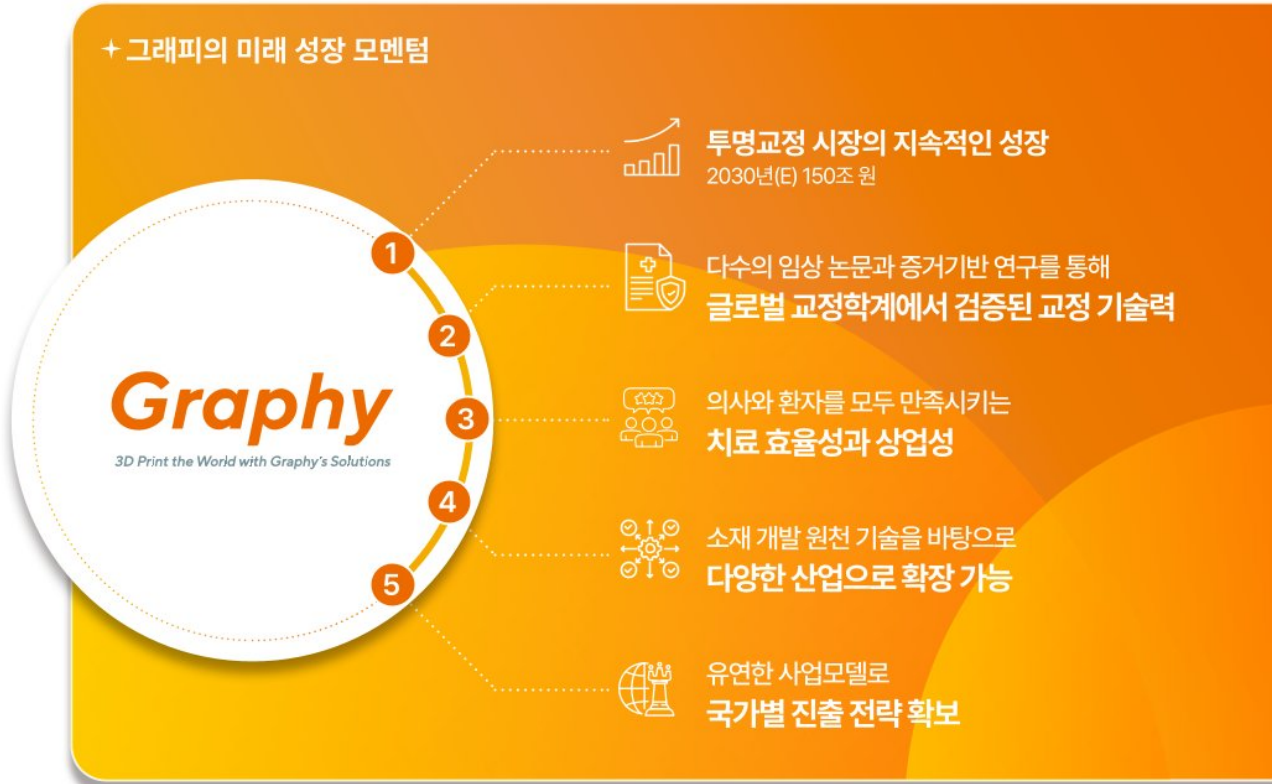 그래피의 미래 성장 모멘텀
1
투명교정 시장의 지속적인 성장
2030년(E) 150조 원
2
다수의 임상 논문과 증거기반 연구를 통해
글로벌 교정학계에서 검증된 교정 기술력
Graphy
3D Print the World with Graphy's Solutions
3
의사와 환자를 모두 만족시키는
치료 효율성과 상업성
4
소재 개발 원천 기술을 바탕으로
다양한 산업으로 확장 가능
5
유연한 사업모델로
국가별 진출 전략 확보